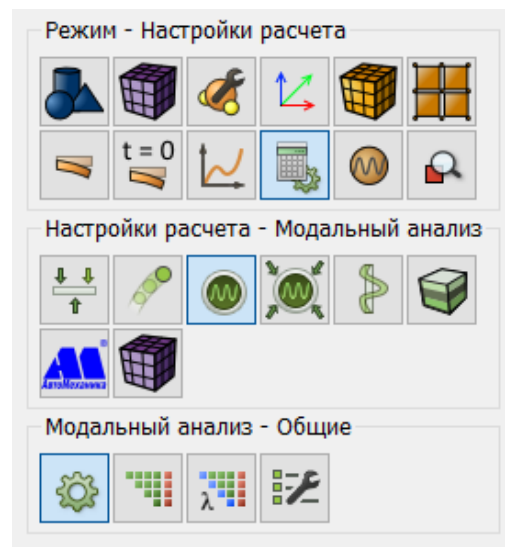 Режим - Настройки расчета
t = 0
Настройки расчета - Модальный анализ
АвтоМеханика
Модальный анализ - Общие
λ